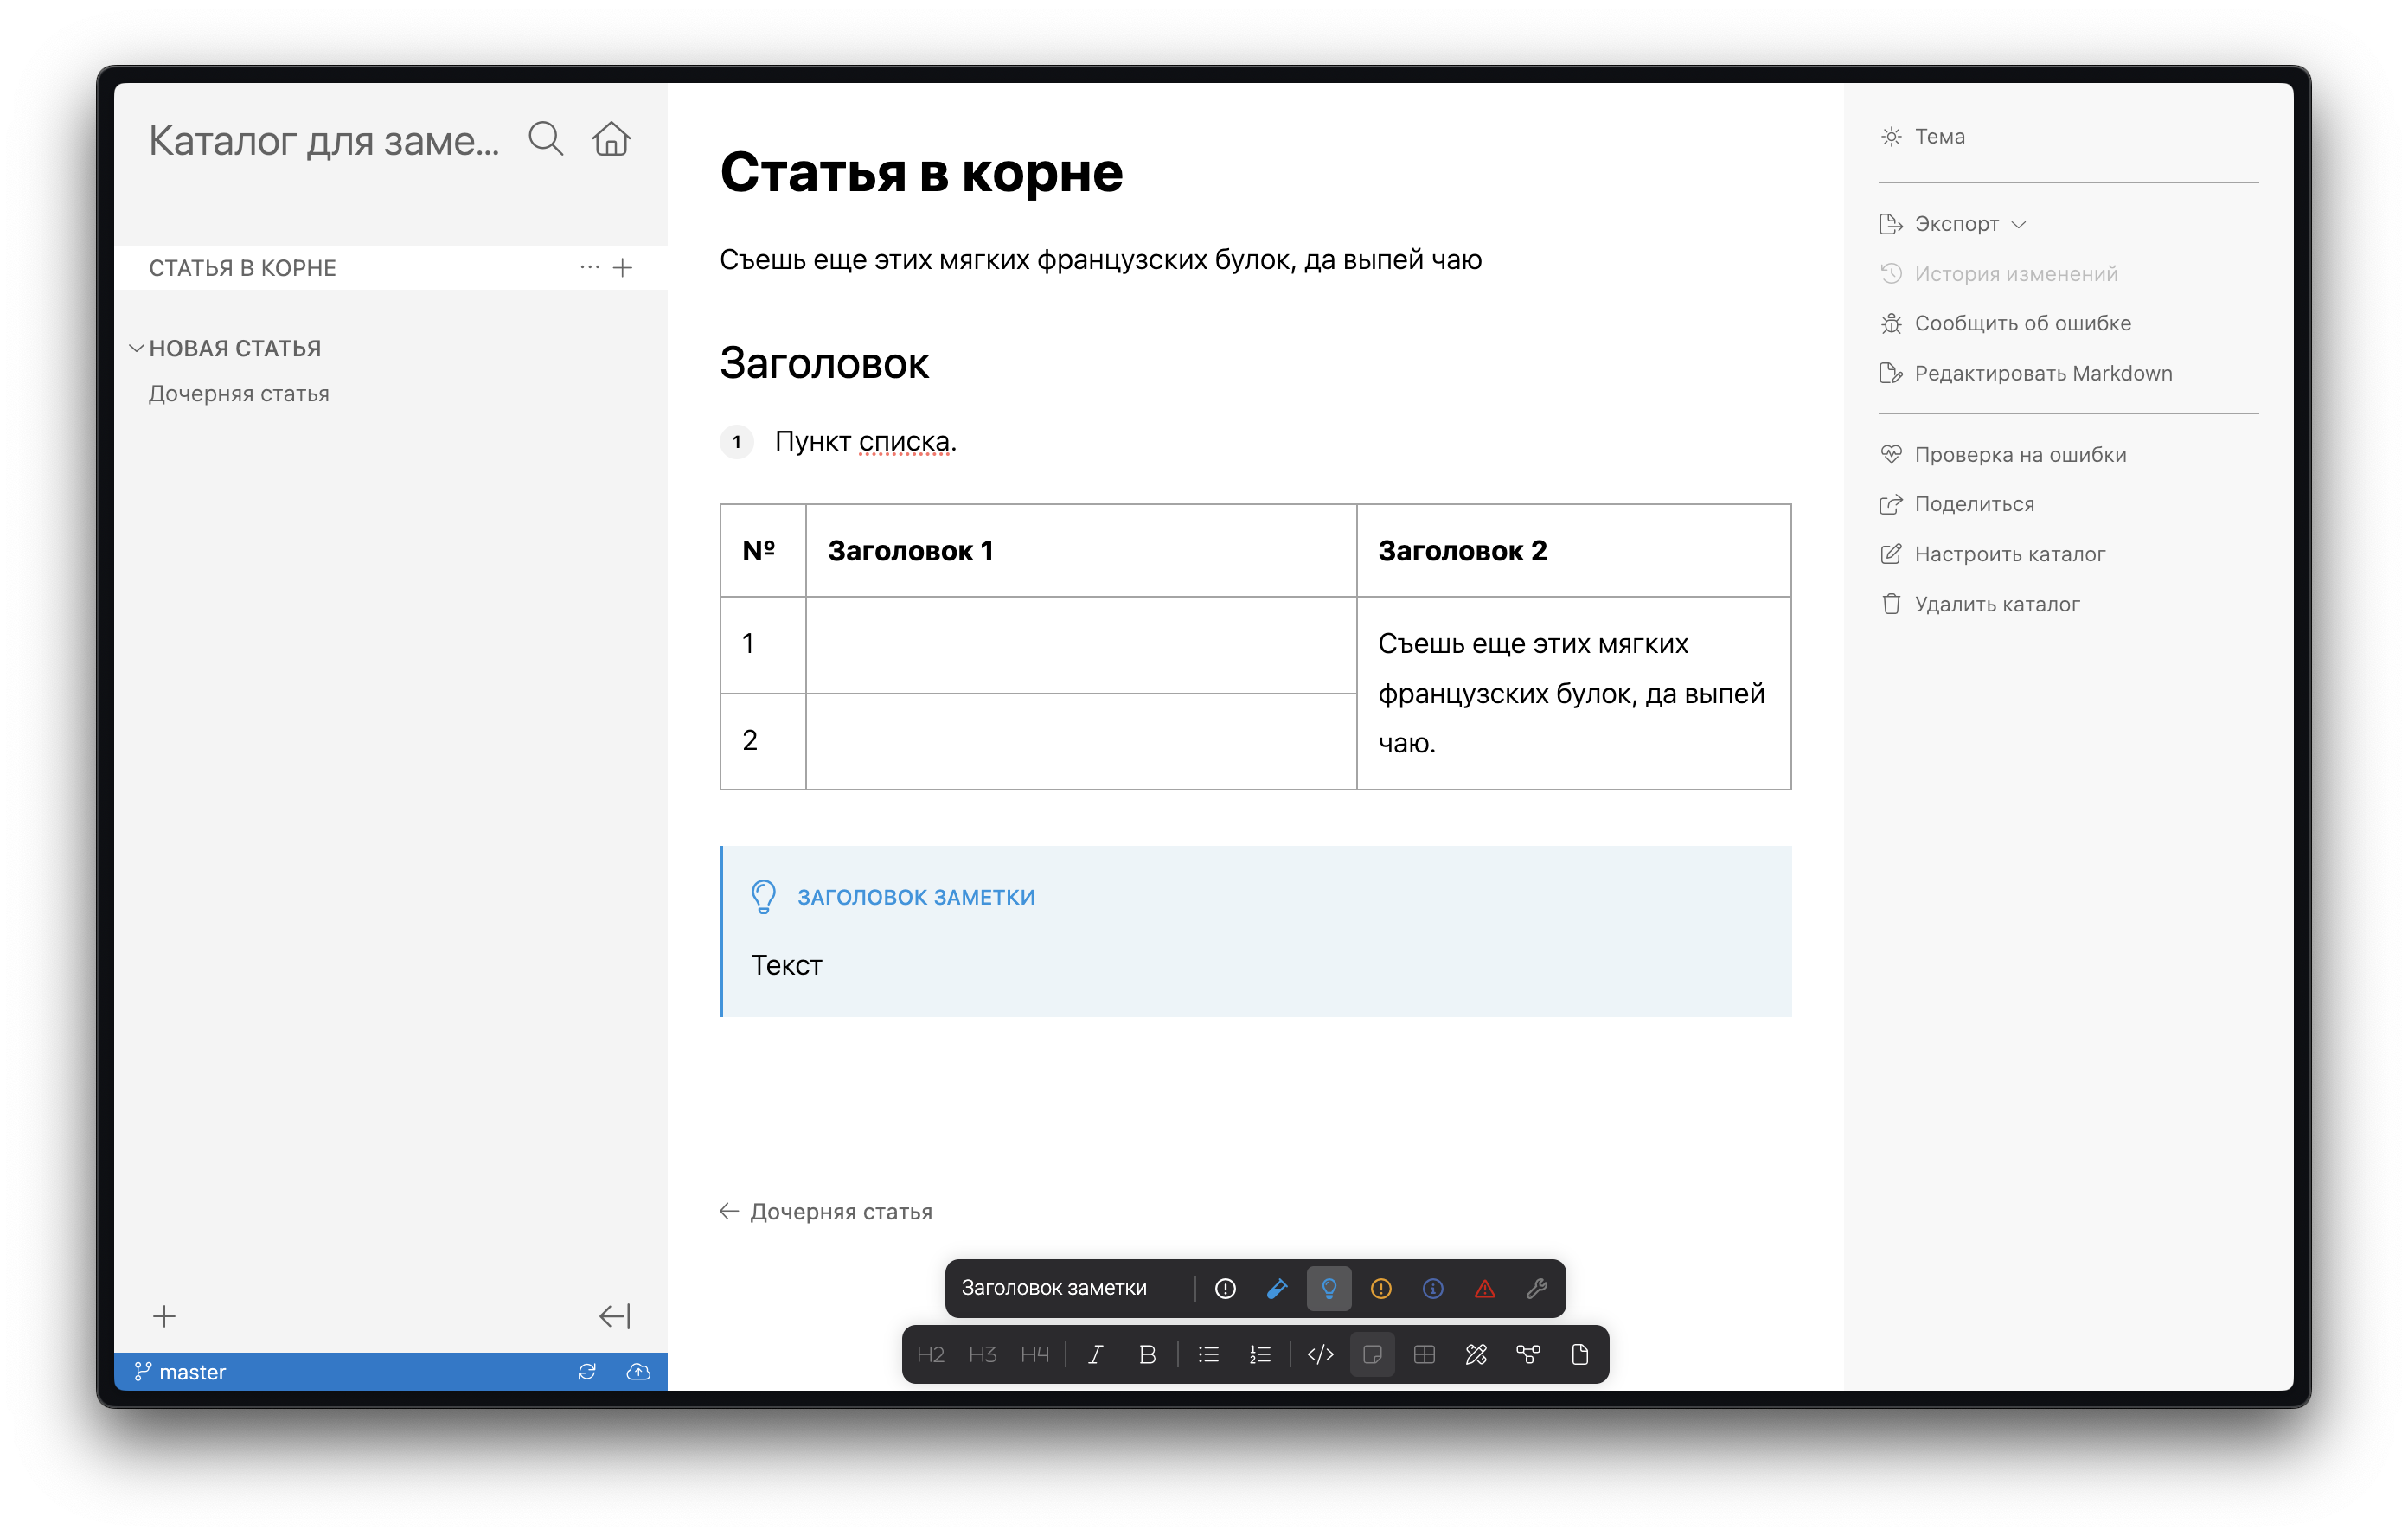 Каталог для заме...
СТАТЬЯ В КОРНЕ
НОВАЯ СТАТЬЯ
Дочерняя статья
master
Статья в корне
Съешь еще этих мягких французских булок, да выпей чаю
Заголовок
1 Пункт списка.
№ Заголовок 1 Заголовок 2
1
2
Съешь еще этих мягких
французских булок, да выпей
чаю.
ЗАГОЛОВОК ЗАМЕТКИ
Текст
Дочерняя статья
Заголовок заметки
H2 H3 H4 I B
Тема
Экспорт
История изменений
Сообщить об ошибке
Редактировать Markdown
Проверка на ошибки
Поделиться
Настроить каталог
Удалить каталог